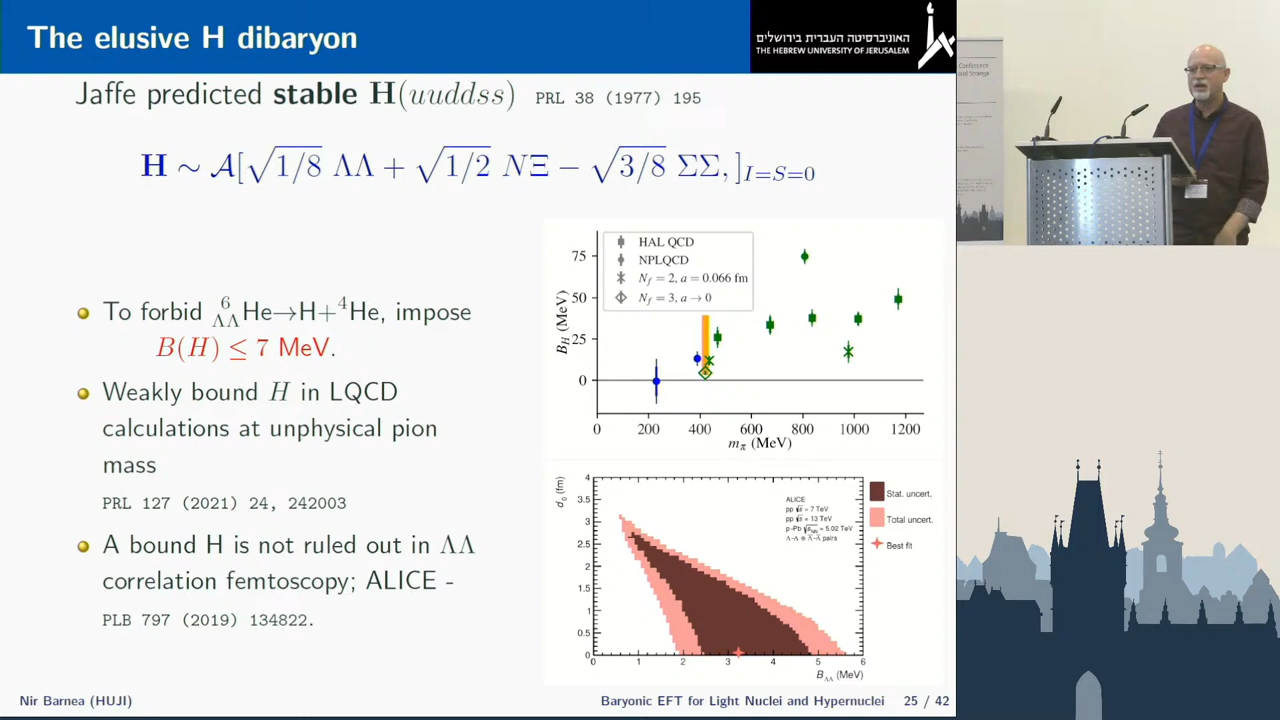 The elusive H dibaryon
האוניברסיטה העברית בירושלים
THE HEBREW UNIVERSITY OF JERUSALEM
Jaffe predicted stable H(uuddss) PRL 38 (1977) 195
H ∼ 𝒜[√1/8 ΛΛ + √1/2 NΞ − √3/8 ΣΣ,]I=S=0
To forbid 6ΛΛHe→H+4He, impose
B(H) ≤ 7 MeV.
Weakly bound H in LQCD
calculations at unphysical pion
mass
PRL 127 (2021) 24, 242003
A bound H is not ruled out in ΛΛ
correlation femtoscopy; ALICE -
PLB 797 (2019) 134822.
HAL QCD
NPLQCD
Nf = 2, a = 0.066 fm
Nf = 3, a → 0
BH (MeV)
75
50
25
0
0 200 400 600 800 1000 1200
mπ (MeV)
d0 (fm)
4
3.5
3
2.5
2
1.5
1
0.5
0
0 1 2 3 4 5 6
BΛΛ (MeV)
ALICE
pp √s = 7 TeV
pp √s = 13 TeV
p-Pb √sNN = 5.02 TeV
Λ-Λ ⊕ Λ̄-Λ̄ pairs
Stat. uncert.
Total uncert.
Best fit
Nir Barnea (HUJI)
Baryonic EFT for Light Nuclei and Hypernuclei
25 / 42
Conference
and Strange